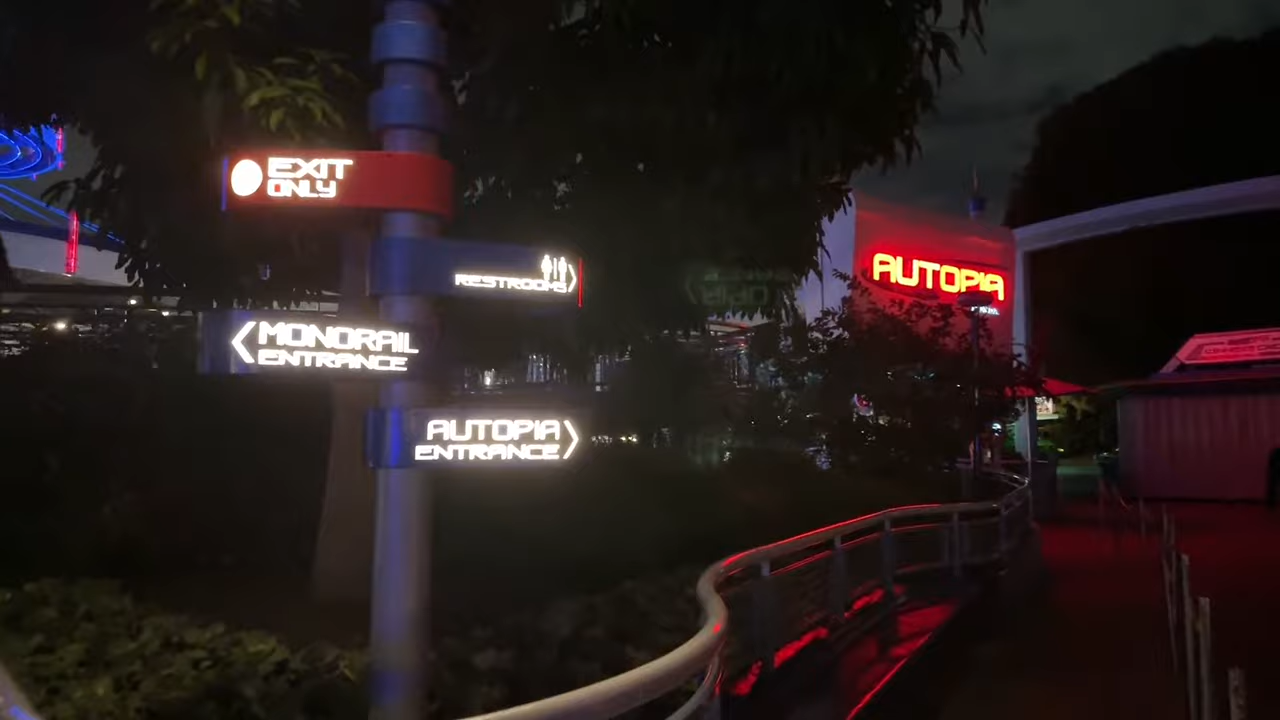 EXIT
ONLY
RESTROOMS
MONORAIL
ENTRANCE
AUTOPIA
ENTRANCE
AUTOPIA